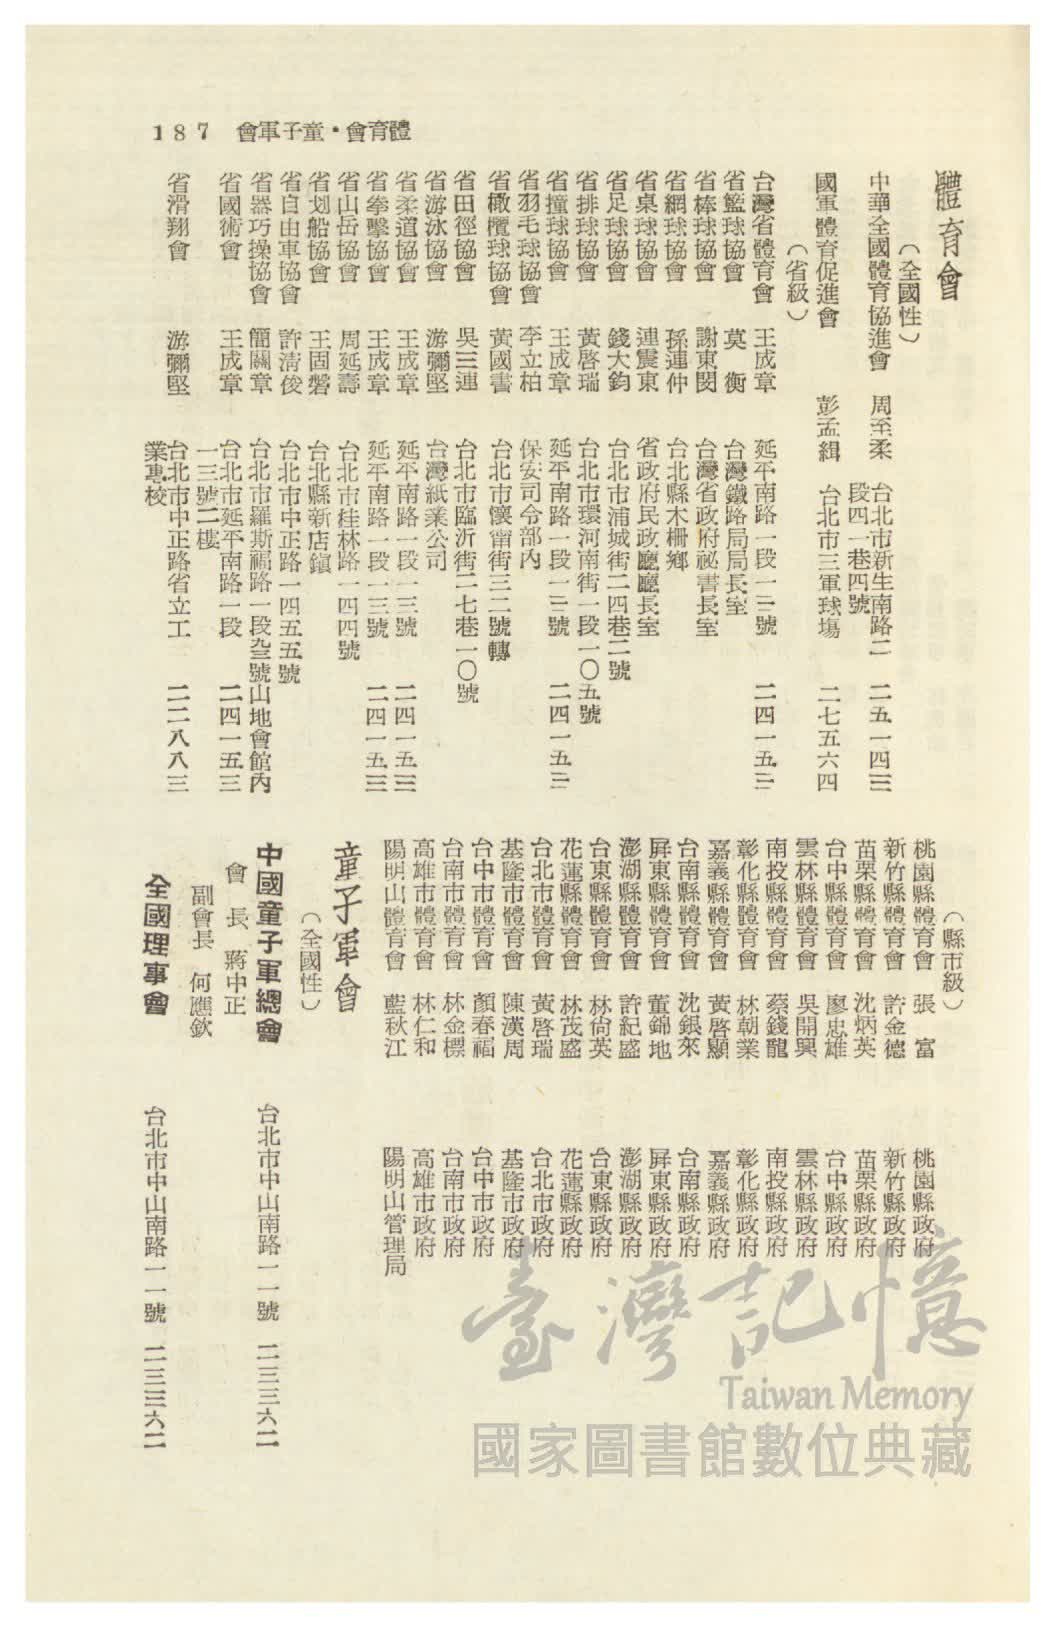 187 會軍子童・會育體
體育會
（全國性）
中華全國體育協進會 周至柔 台北市新生南路二段四一巷四號 二五一四三
國軍體育促進會 彭孟緝 台北市三軍球場 二七五六四
（省級）
台灣省體育會 王成章 延平南路一段一三號 二四一五三
省籃球協會 莫 衡 台灣鐵路局局長室
省棒球協會 謝東閔 台灣省政府祕書長室
省網球協會 孫連仲 台北縣木柵鄉
省桌球協會 連震東 省政府民政廳廳長室
省足球協會 錢大鈞 台北市浦城街二四巷二號
省排球協會 黃啓瑞 台北市環河南街一段一〇五號
省撞球協會 王成章 延平南路一段一三號 二四一五三
省羽毛球協會 李立柏 保安司令部內
省橄欖球協會 黃國書 台北市懷甯街三二號轉
省田徑協會 吳三連 台北市臨沂街二七巷一〇號
省游泳協會 游彌堅 台灣紙業公司
省柔道協會 王成章 延平南路一段一三號 二四一五三
省拳擊協會 王成章 延平南路一段一三號 二四一五三
省山岳協會 周延壽 台北市桂林路一四四號
省划船協會 王固磐 台北縣新店鎮
省自由車協會 許淸俊 台北市中正路一四五五號
省器巧操協會 簡關章 台北市羅斯福路一段 號山地會館內
省國術會 王成章 台北市延平南路一段一三號二樓 二四一五三
省滑翔會 游彌堅 台北市中正路省立工業專校 二二八八三
（縣市級）
桃園縣體育會 張 富 桃園縣政府
新竹縣體育會 許金德 新竹縣政府
苗栗縣體育會 沈炳英 苗栗縣政府
台中縣體育會 廖忠雄 台中縣政府
雲林縣體育會 吳開興 雲林縣政府
南投縣體育會 蔡錢龍 南投縣政府
彰化縣體育會 林朝業 彰化縣政府
嘉義縣體育會 黃啓顯 嘉義縣政府
台南縣體育會 沈銀來 台南縣政府
屏東縣體育會 董錦地 屏東縣政府
澎湖縣體育會 許紀盛 澎湖縣政府
台東縣體育會 林尙英 台東縣政府
花蓮縣體育會 林茂盛 花蓮縣政府
台北市體育會 黃啓瑞 台北市政府
基隆市體育會 陳漢周 基隆市政府
台中市體育會 顏春福 台中市政府
台南市體育會 林金標 台南市政府
高雄市體育會 林仁和 高雄市政府
陽明山體育會 藍秋江 陽明山管理局
童子軍會
（全國性）
中國童子軍總會 台北市中山南路一一號 二三三六二
會 長 蔣中正
副會長 何應欽
全國理事會 台北市中山南路一一號 二三三六二
臺灣記憶
Taiwan Memory
國家圖書館數位典藏